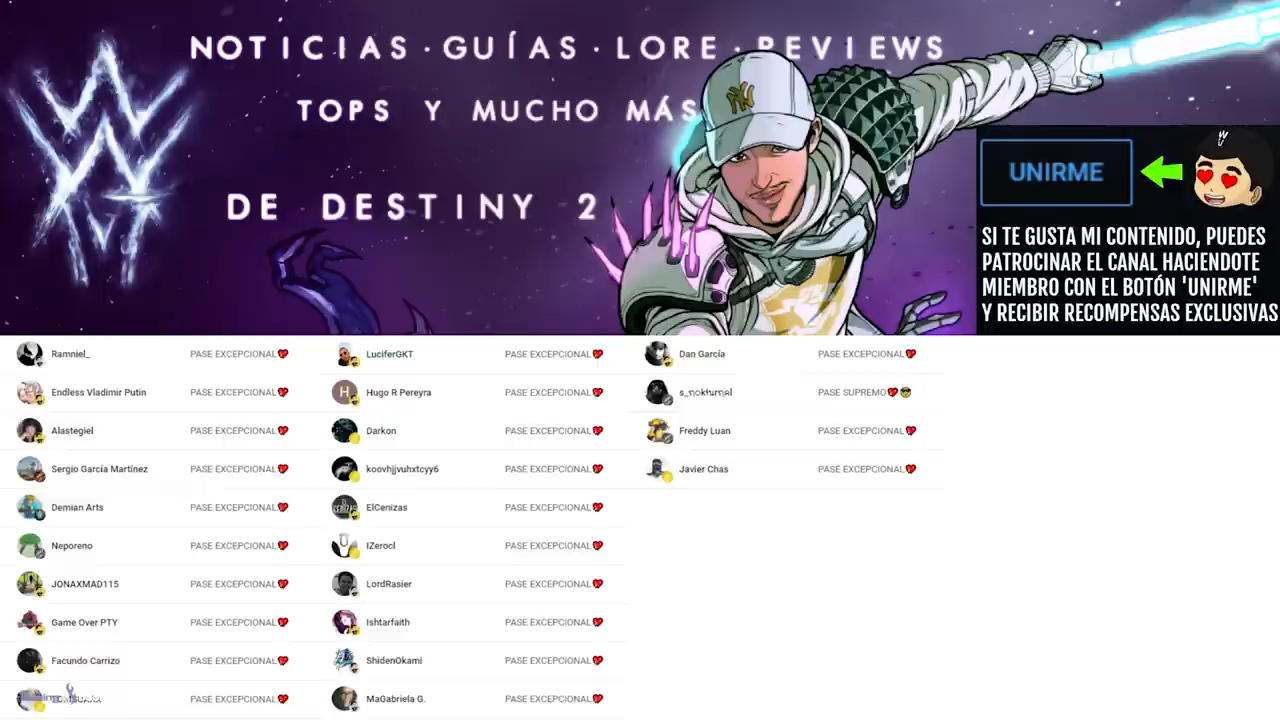 NOTICIAS · GUÍAS · LORE · REVIEWS
TOPS Y MUCHO MÁS
DE DESTINY 2
UNIRME
SI TE GUSTA MI CONTENIDO, PUEDES
PATROCINAR EL CANAL HACIENDOTE
MIEMBRO CON EL BOTÓN 'UNIRME'
Y RECIBIR RECOMPENSAS EXCLUSIVAS
Ramniel_ PASE EXCEPCIONAL
Endless Vladimir Putin PASE EXCEPCIONAL
Alastegiel PASE EXCEPCIONAL
Sergio García Martínez PASE EXCEPCIONAL
Demian Arts PASE EXCEPCIONAL
Neporeno PASE EXCEPCIONAL
JONAXMAD115 PASE EXCEPCIONAL
Game Over PTY PASE EXCEPCIONAL
Facundo Carrizo PASE EXCEPCIONAL
PASE EXCEPCIONAL
LuciferGKT PASE EXCEPCIONAL
H Hugo R Pereyra PASE EXCEPCIONAL
Darkon PASE EXCEPCIONAL
koovhjjvuhxtcyy6 PASE EXCEPCIONAL
ElCenizas PASE EXCEPCIONAL
IZerocl PASE EXCEPCIONAL
LordRasier PASE EXCEPCIONAL
Ishtarfaith PASE EXCEPCIONAL
ShidenOkami PASE EXCEPCIONAL
MaGabriela G. PASE EXCEPCIONAL
Dan García PASE EXCEPCIONAL
PASE SUPREMO
Freddy Luan PASE EXCEPCIONAL
Javier Chas PASE EXCEPCIONAL